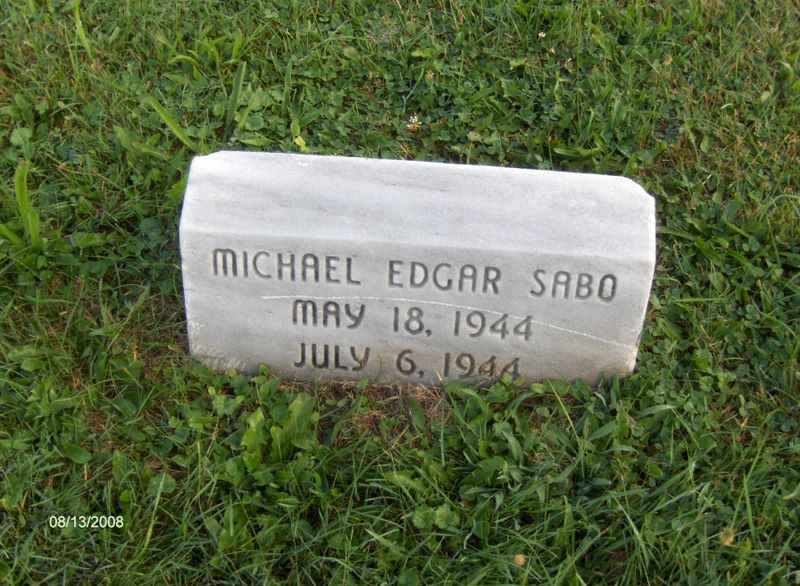 MICHAEL EDGAR SABO
MAY 18, 1944
JULY 6, 1944
08/13/2008